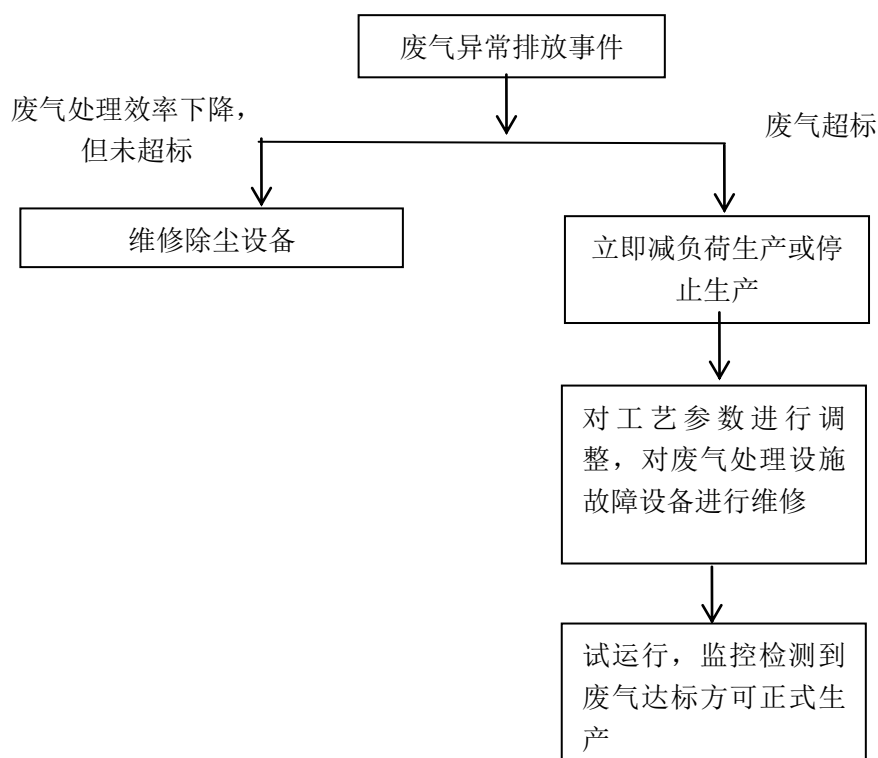 废气异常排放事件
废气处理效率下降，
但未超标
废气超标
维修除尘设备
立即减负荷生产或停
止生产
对工艺参数进行调
整，对废气处理设施
故障设备进行维修
试运行，监控检测到
废气达标方可正式生
产